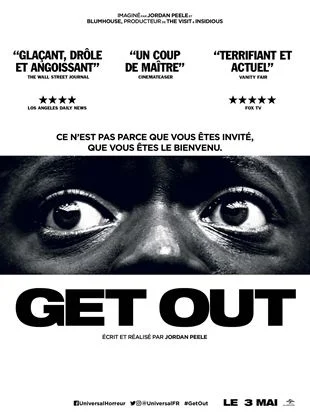 IMAGINÉ PAR JORDAN PEELE ET
BLUMHOUSE, PRODUCTEUR DE THE VISIT & INSIDIOUS
“GLAÇANT, DRÔLE
ET ANGOISSANT”
THE WALL STREET JOURNAL
“UN COUP
DE MAÎTRE”
CINEMATEASER
“TERRIFIANT ET
ACTUEL”
VANITY FAIR
★★★★
LOS ANGELES DAILY NEWS
★★★★★
FOX TV
CE N’EST PAS PARCE QUE VOUS ÊTES INVITÉ,
QUE VOUS ÊTES LE BIENVENU.
GET OUT
ÉCRIT ET RÉALISÉ PAR JORDAN PEELE
UniversalHorreur @UniversalFR #GetOut
LE 3 MAI